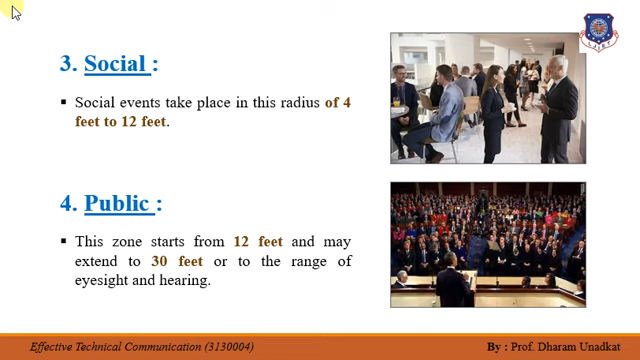 3. Social :
▪ Social events take place in this radius of 4
feet to 12 feet.
4. Public :
▪ This zone starts from 12 feet and may
extend to 30 feet or to the range of
eyesight and hearing.
L J I E T
Effective Technical Communication (3130004)
By : Prof. Dharam Unadkat